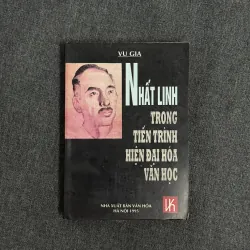 VU GIA
NHẤT LINH
TRONG
TIẾN TRÌNH
HIỆN ĐẠI HÓA
VĂN HỌC
NHÀ XUẤT BẢN VĂN HÓA
HÀ NỘI 1995